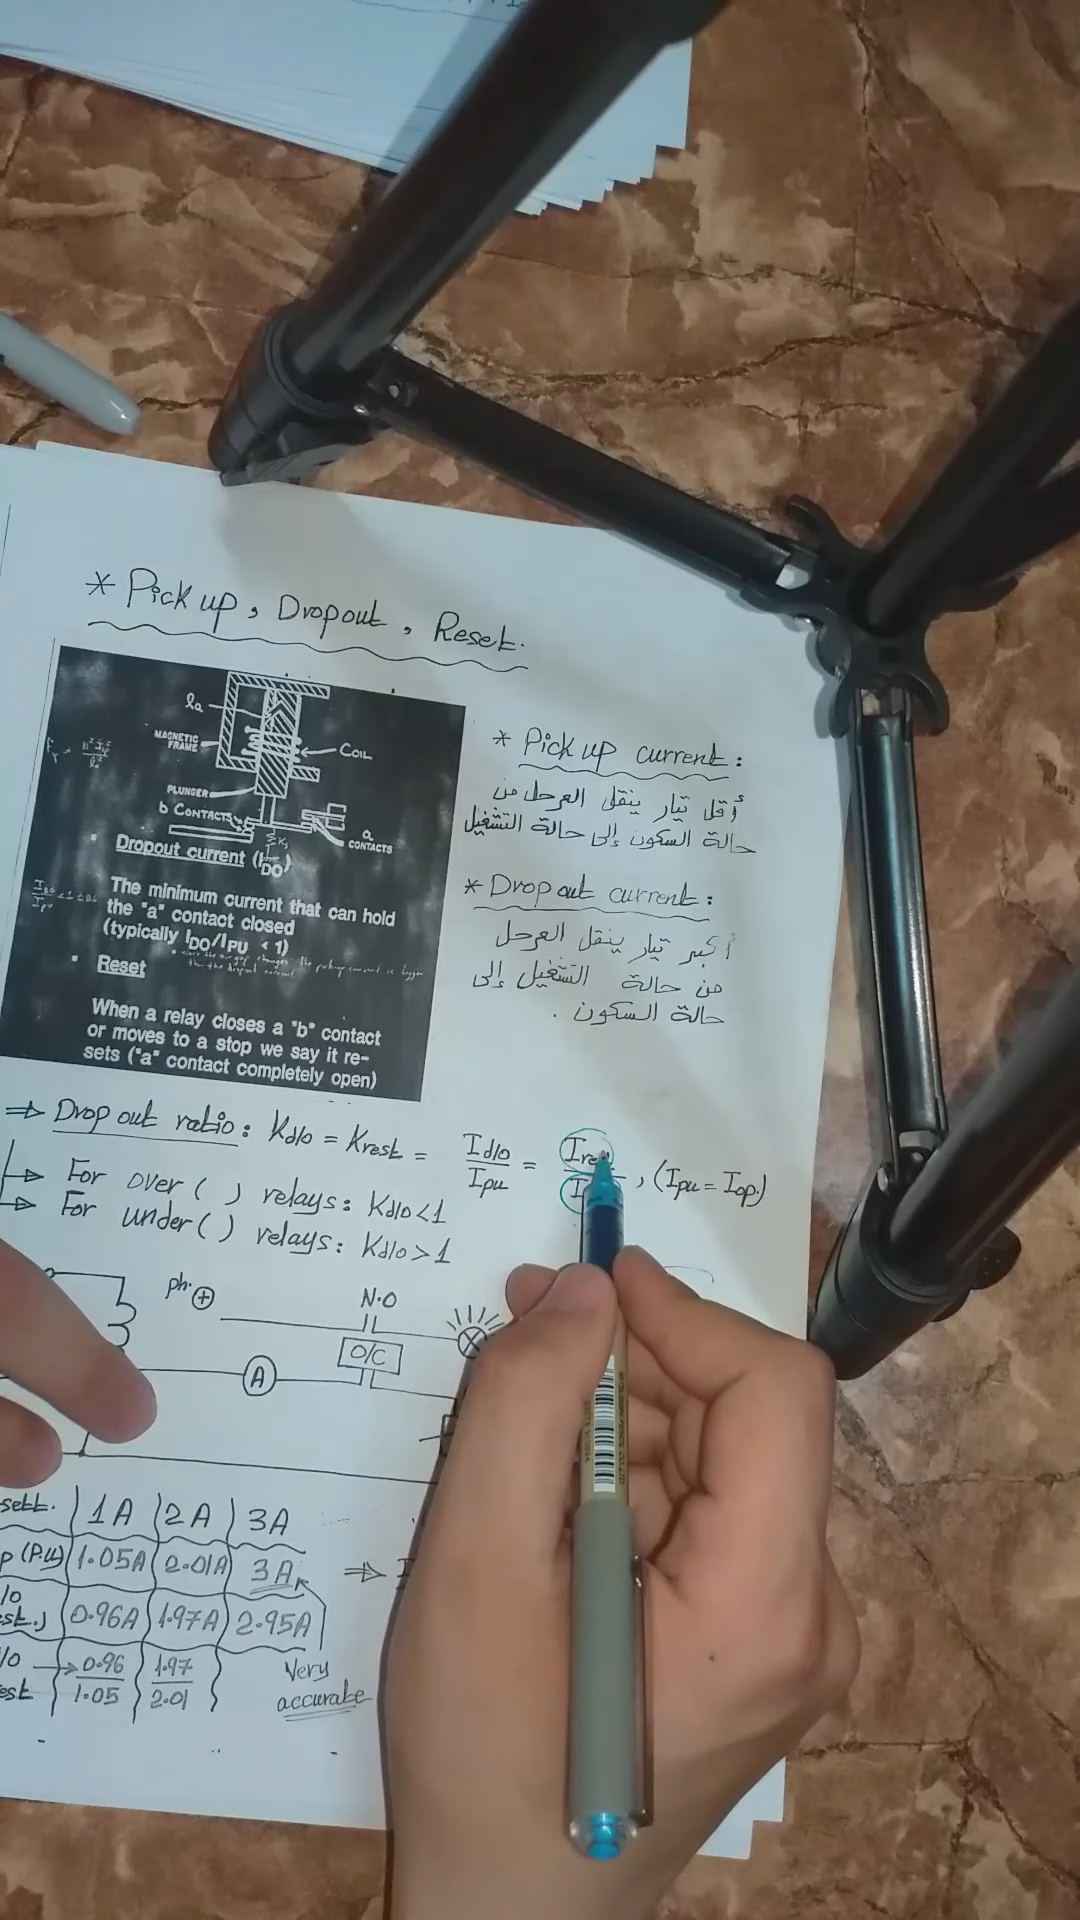 * Pick up, Dropout, Reset.
la
MAGNETIC
FRAME
COIL
PLUNGER
b CONTACTS
a
CONTACTS
• Dropout current (IDO)
The minimum current that can hold
the "a" contact closed
(typically IDO/IPU < 1)
• Reset
When a relay closes a "b" contact
or moves to a stop we say it re-
sets ("a" contact completely open)
* Pick up current:
أقل تيار ينقل المرحل من
حالة السكون إلى حالة التشغيل
* Drop out current:
أكبر تيار ينقل المرحل
من حالة التشغيل إلى
حالة السكون.
⇒ Drop out ratio: Kd/o = Krest = Id/o / Ipu = , (Ipu = Iop.)
→ For over ( ) relays: Kd/o < 1
→ For under ( ) relays: Kd/o > 1
ph. +
N.O
O/C
A
sett. 1A 2A 3A
(P.u) 1.05A 2.01A 3A ⇒
0.96A 1.97A 2.95A
→ 0.96/1.05 1.97/2.01
Very
accurate